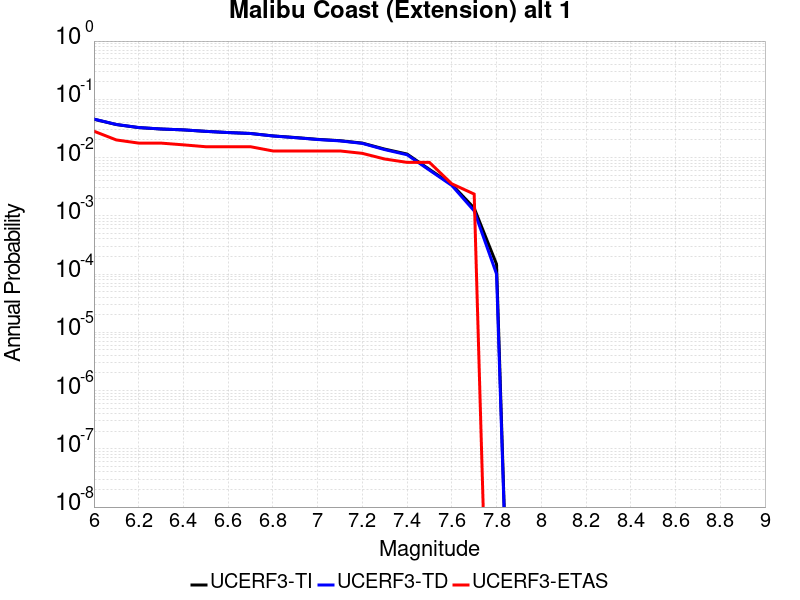 Malibu Coast (Extension) alt 1
10^0
10^-1
10^-2
10^-3
10^-4
10^-5
10^-6
10^-7
10^-8
Annual Probability
6 6.2 6.4 6.6 6.8 7 7.2 7.4 7.6 7.8 8 8.2 8.4 8.6 8.8 9
Magnitude
UCERF3-TI UCERF3-TD UCERF3-ETAS